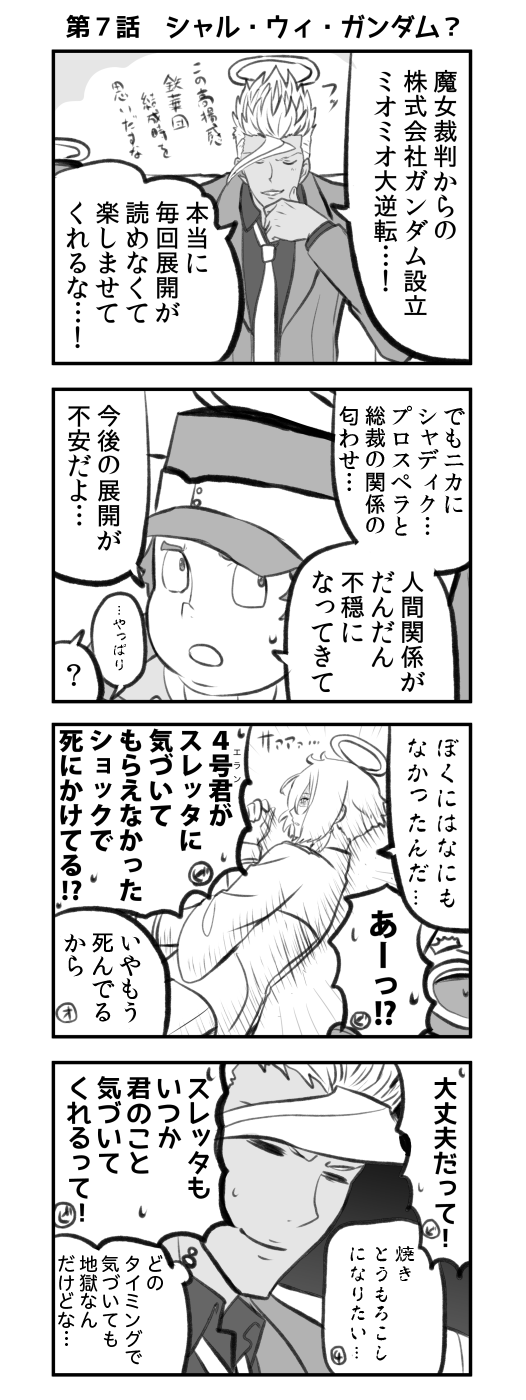 第７話　シャル・ウィ・ガンダム？
魔女裁判からの
株式会社ガンダム設立
ミオミオ大逆転…！
フッ
この高揚感
鉄華団
結成時を
思いだすな
本当に
毎回展開が
読めなくて
楽しませて
くれるな…！
でもニカに
シャディク…
プロスペラと
総裁の関係の
匂わせ…
人間関係が
だんだん
不穏に
なってきて
今後の展開が
不安だよ…
…やっぱり
？
ぼくにはなにも
なかったんだ…
サァァァ…
あーっ!?
ビ
エラン
４号君が
スレッタに
気づいて
もらえなかった
ショックで
死にかけてる!?
ビ
いやもう
死んでる
から
オ
大丈夫だって！
ビ
スレッタも
いつか
君のこと
気づいて
くれるって！
ビ
焼き
とうもろこし
になりたい…
4
どの
タイミングで
気づいても
地獄なん
だけどな…